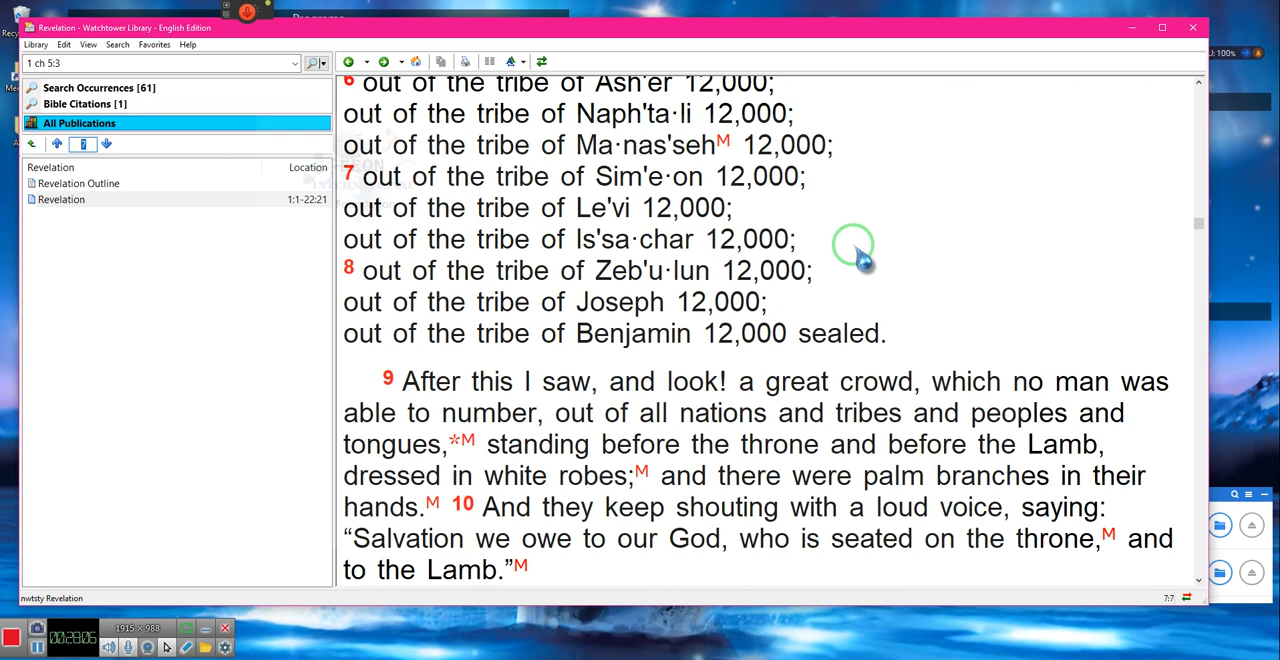 Revelation - Watchtower Library - English Edition
Library Edit View Search Favorites Help
1 ch 5:3
Search Occurrences [61]
Bible Citations [1]
All Publications
7
Revelation Location
Revelation Outline
Revelation 1:1-22:21
6 out of the tribe of Ash'er 12,000;
out of the tribe of Naph'ta·li 12,000;
out of the tribe of Ma·nas'seh M 12,000;
7 out of the tribe of Sim'e·on 12,000;
out of the tribe of Le'vi 12,000;
out of the tribe of Is'sa·char 12,000;
8 out of the tribe of Zeb'u·lun 12,000;
out of the tribe of Joseph 12,000;
out of the tribe of Benjamin 12,000 sealed.
9 After this I saw, and look! a great crowd, which no man was
able to number, out of all nations and tribes and peoples and
tongues,*M standing before the throne and before the Lamb,
dressed in white robes;M and there were palm branches in their
hands.M 10 And they keep shouting with a loud voice, saying:
“Salvation we owe to our God, who is seated on the throne,M and
to the Lamb.”M
nwtsty Revelation 7:7
J: 100%
1915 × 988
00:28:06